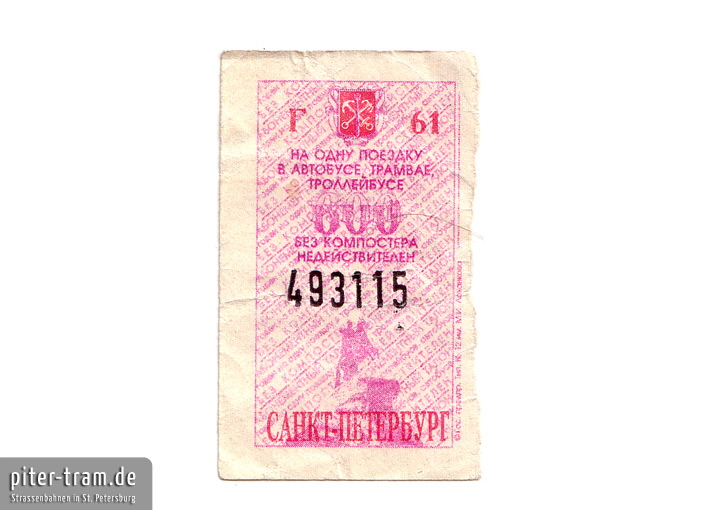 Г 61
НА ОДНУ ПОЕЗДКУ
В АВТОБУСЕ, ТРАМВАЕ,
ТРОЛЛЕЙБУСЕ
600
БЕЗ КОМПОСТЕРА
НЕДЕЙСТВИТЕЛЕН
493115
САНКТ-ПЕТЕРБУРГ
piter-tram.de
Strassenbahnen in St. Petersburg